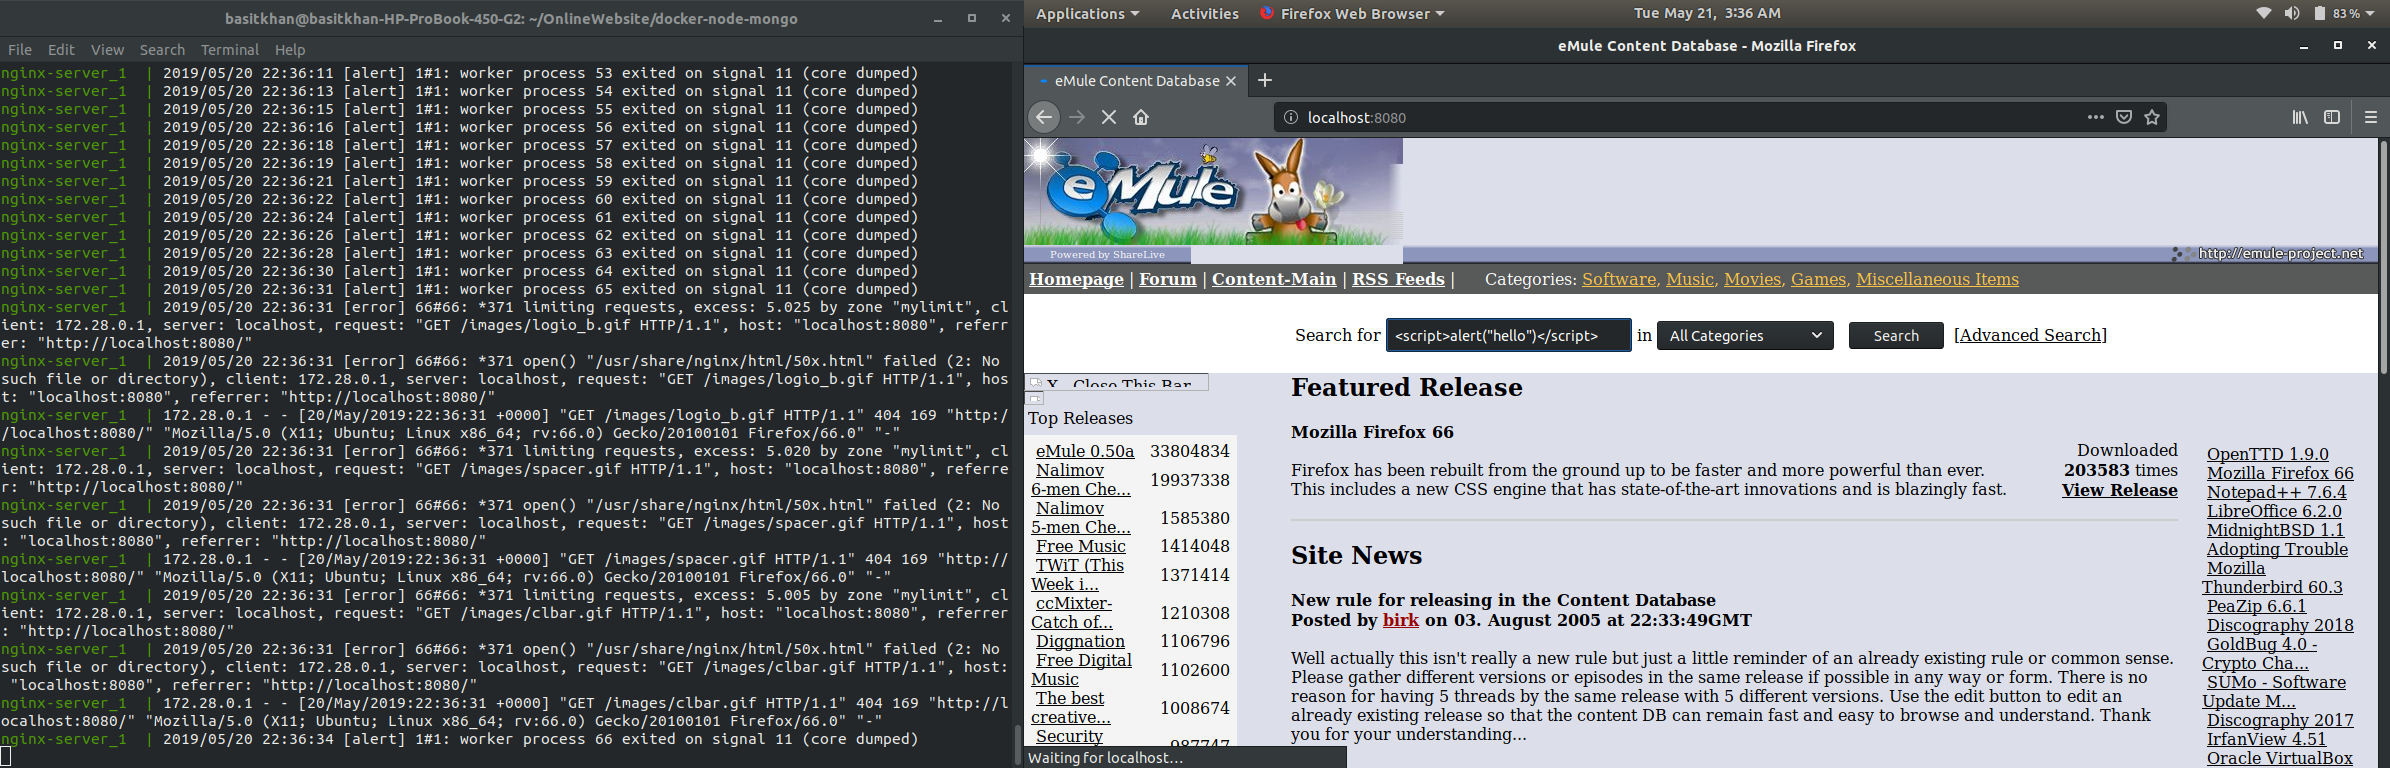 basitkhan@basitkhan-HP-ProBook-450-G2: ~/OnlineWebsite/docker-node-mongo
File Edit View Search Terminal Help
nginx-server_1 | 2019/05/20 22:36:11 [alert] 1#1: worker process 53 exited on signal 11 (core dumped)
nginx-server_1 | 2019/05/20 22:36:13 [alert] 1#1: worker process 54 exited on signal 11 (core dumped)
nginx-server_1 | 2019/05/20 22:36:15 [alert] 1#1: worker process 55 exited on signal 11 (core dumped)
nginx-server_1 | 2019/05/20 22:36:16 [alert] 1#1: worker process 56 exited on signal 11 (core dumped)
nginx-server_1 | 2019/05/20 22:36:18 [alert] 1#1: worker process 57 exited on signal 11 (core dumped)
nginx-server_1 | 2019/05/20 22:36:19 [alert] 1#1: worker process 58 exited on signal 11 (core dumped)
nginx-server_1 | 2019/05/20 22:36:21 [alert] 1#1: worker process 59 exited on signal 11 (core dumped)
nginx-server_1 | 2019/05/20 22:36:22 [alert] 1#1: worker process 60 exited on signal 11 (core dumped)
nginx-server_1 | 2019/05/20 22:36:24 [alert] 1#1: worker process 61 exited on signal 11 (core dumped)
nginx-server_1 | 2019/05/20 22:36:26 [alert] 1#1: worker process 62 exited on signal 11 (core dumped)
nginx-server_1 | 2019/05/20 22:36:28 [alert] 1#1: worker process 63 exited on signal 11 (core dumped)
nginx-server_1 | 2019/05/20 22:36:30 [alert] 1#1: worker process 64 exited on signal 11 (core dumped)
nginx-server_1 | 2019/05/20 22:36:31 [alert] 1#1: worker process 65 exited on signal 11 (core dumped)
nginx-server_1 | 2019/05/20 22:36:31 [error] 66#66: *371 limiting requests, excess: 5.025 by zone "mylimit", cl
ient: 172.28.0.1, server: localhost, request: "GET /images/logio_b.gif HTTP/1.1", host: "localhost:8080", referr
er: "http://localhost:8080/"
nginx-server_1 | 2019/05/20 22:36:31 [error] 66#66: *371 open() "/usr/share/nginx/html/50x.html" failed (2: No
such file or directory), client: 172.28.0.1, server: localhost, request: "GET /images/logio_b.gif HTTP/1.1", hos
t: "localhost:8080", referrer: "http://localhost:8080/"
nginx-server_1 | 172.28.0.1 - - [20/May/2019:22:36:31 +0000] "GET /images/logio_b.gif HTTP/1.1" 404 169 "http:/
/localhost:8080/" "Mozilla/5.0 (X11; Ubuntu; Linux x86_64; rv:66.0) Gecko/20100101 Firefox/66.0" "-"
nginx-server_1 | 2019/05/20 22:36:31 [error] 66#66: *371 limiting requests, excess: 5.020 by zone "mylimit", cl
ient: 172.28.0.1, server: localhost, request: "GET /images/spacer.gif HTTP/1.1", host: "localhost:8080", referre
r: "http://localhost:8080/"
nginx-server_1 | 2019/05/20 22:36:31 [error] 66#66: *371 open() "/usr/share/nginx/html/50x.html" failed (2: No
such file or directory), client: 172.28.0.1, server: localhost, request: "GET /images/spacer.gif HTTP/1.1", host
: "localhost:8080", referrer: "http://localhost:8080/"
nginx-server_1 | 172.28.0.1 - - [20/May/2019:22:36:31 +0000] "GET /images/spacer.gif HTTP/1.1" 404 169 "http://
localhost:8080/" "Mozilla/5.0 (X11; Ubuntu; Linux x86_64; rv:66.0) Gecko/20100101 Firefox/66.0" "-"
nginx-server_1 | 2019/05/20 22:36:31 [error] 66#66: *371 limiting requests, excess: 5.005 by zone "mylimit", cl
ient: 172.28.0.1, server: localhost, request: "GET /images/clbar.gif HTTP/1.1", host: "localhost:8080", referrer
: "http://localhost:8080/"
nginx-server_1 | 2019/05/20 22:36:31 [error] 66#66: *371 open() "/usr/share/nginx/html/50x.html" failed (2: No
such file or directory), client: 172.28.0.1, server: localhost, request: "GET /images/clbar.gif HTTP/1.1", host:
"localhost:8080", referrer: "http://localhost:8080/"
nginx-server_1 | 172.28.0.1 - - [20/May/2019:22:36:31 +0000] "GET /images/clbar.gif HTTP/1.1" 404 169 "http://l
ocalhost:8080/" "Mozilla/5.0 (X11; Ubuntu; Linux x86_64; rv:66.0) Gecko/20100101 Firefox/66.0" "-"
nginx-server_1 | 2019/05/20 22:36:34 [alert] 1#1: worker process 66 exited on signal 11 (core dumped)
Applications Activities Firefox Web Browser Tue May 21, 3:36 AM 83 %
eMule Content Database - Mozilla Firefox
eMule Content Database
localhost:8080
eMule
Powered by ShareLive
http://emule-project.net
Homepage | Forum | Content-Main | RSS Feeds | Categories: Software, Music, Movies, Games, Miscellaneous Items
Search for <script>alert("hello")</script> in All Categories Search [Advanced Search]
X - Close This Bar
Top Releases
eMule 0.50a 33804834
Nalimov
6-men Che... 19937338
Nalimov
5-men Che... 1585380
Free Music 1414048
TWiT (This
Week i... 1371414
ccMixter-
Catch of... 1210308
Diggnation 1106796
Free Digital
Music 1102600
The best
creative... 1008674
Security 987747
Waiting for localhost...
Featured Release
Mozilla Firefox 66
Firefox has been rebuilt from the ground up to be faster and more powerful than ever.
This includes a new CSS engine that has state-of-the-art innovations and is blazingly fast.
Downloaded
203583 times
View Release
Site News
New rule for releasing in the Content Database
Posted by birk on 03. August 2005 at 22:33:49GMT
Well actually this isn't really a new rule but just a little reminder of an already existing rule or common sense.
Please gather different versions or episodes in the same release if possible in any way or form. There is no
reason for having 5 threads by the same release with 5 different versions. Use the edit button to edit an
already existing release so that the content DB can remain fast and easy to browse and understand. Thank
you for your understanding...
OpenTTD 1.9.0
Mozilla Firefox 66
Notepad++ 7.6.4
LibreOffice 6.2.0
MidnightBSD 1.1
Adopting Trouble
Mozilla
Thunderbird 60.3
PeaZip 6.6.1
Discography 2018
GoldBug 4.0 -
Crypto Cha...
SUMo - Software
Update M...
Discography 2017
IrfanView 4.51
Oracle VirtualBox